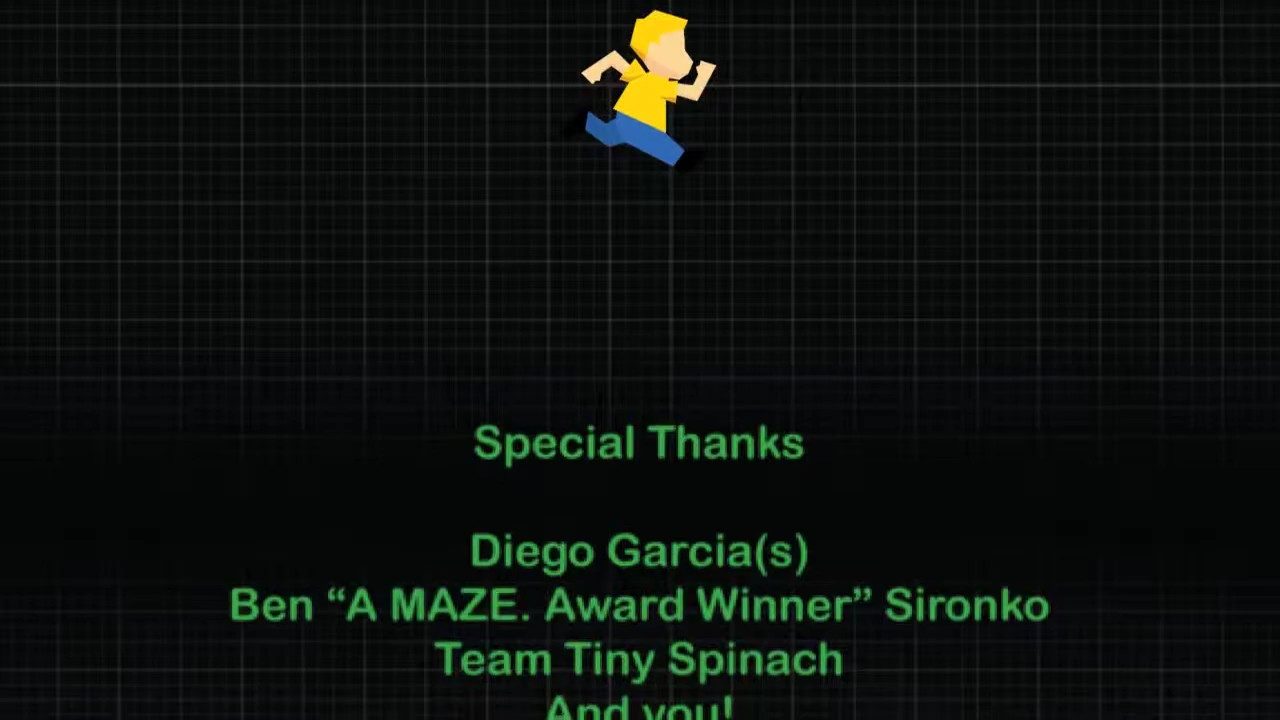 Special Thanks
Diego Garcia(s)
Ben “A MAZE. Award Winner” Sironko
Team Tiny Spinach
And you!